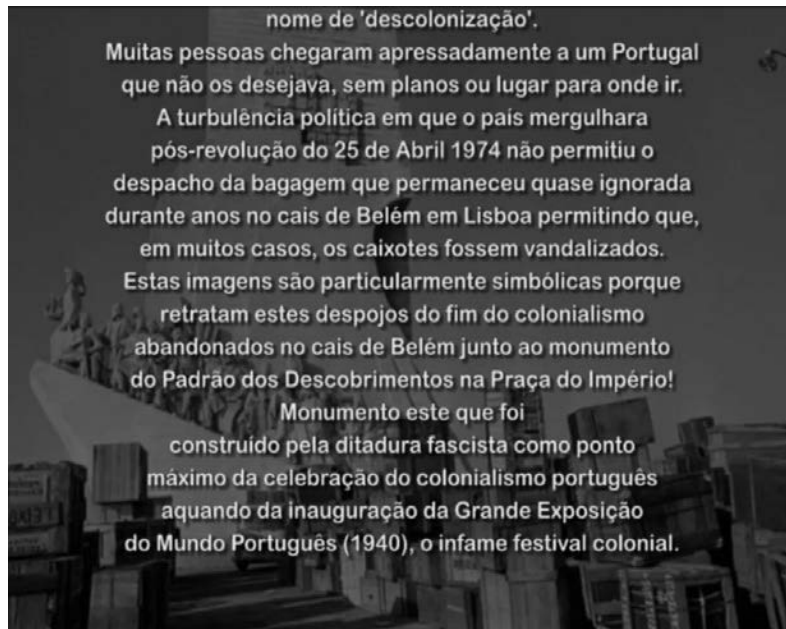 nome de 'descolonização'.
Muitas pessoas chegaram apressadamente a um Portugal
que não os desejava, sem planos ou lugar para onde ir.
A turbulência política em que o país mergulhara
pós-revolução do 25 de Abril 1974 não permitiu o
despacho da bagagem que permaneceu quase ignorada
durante anos no cais de Belém em Lisboa permitindo que,
em muitos casos, os caixotes fossem vandalizados.
Estas imagens são particularmente simbólicas porque
retratam estes despojos do fim do colonialismo
abandonados no cais de Belém junto ao monumento
do Padrão dos Descobrimentos na Praça do Império!
Monumento este que foi
construído pela ditadura fascista como ponto
máximo da celebração do colonialismo português
aquando da inauguração da Grande Exposição
do Mundo Português (1940), o infame festival colonial.